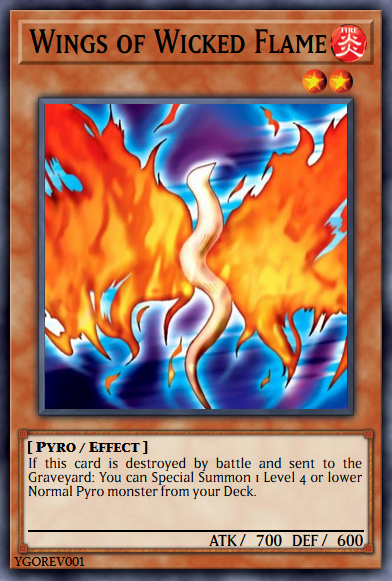 Wings of Wicked Flame
FIRE
炎
[ Pyro / Effect ]
If this card is destroyed by battle and sent to the
Graveyard: You can Special Summon 1 Level 4 or lower
Normal Pyro monster from your Deck.
ATK / 700 DEF / 600
YGOREV001